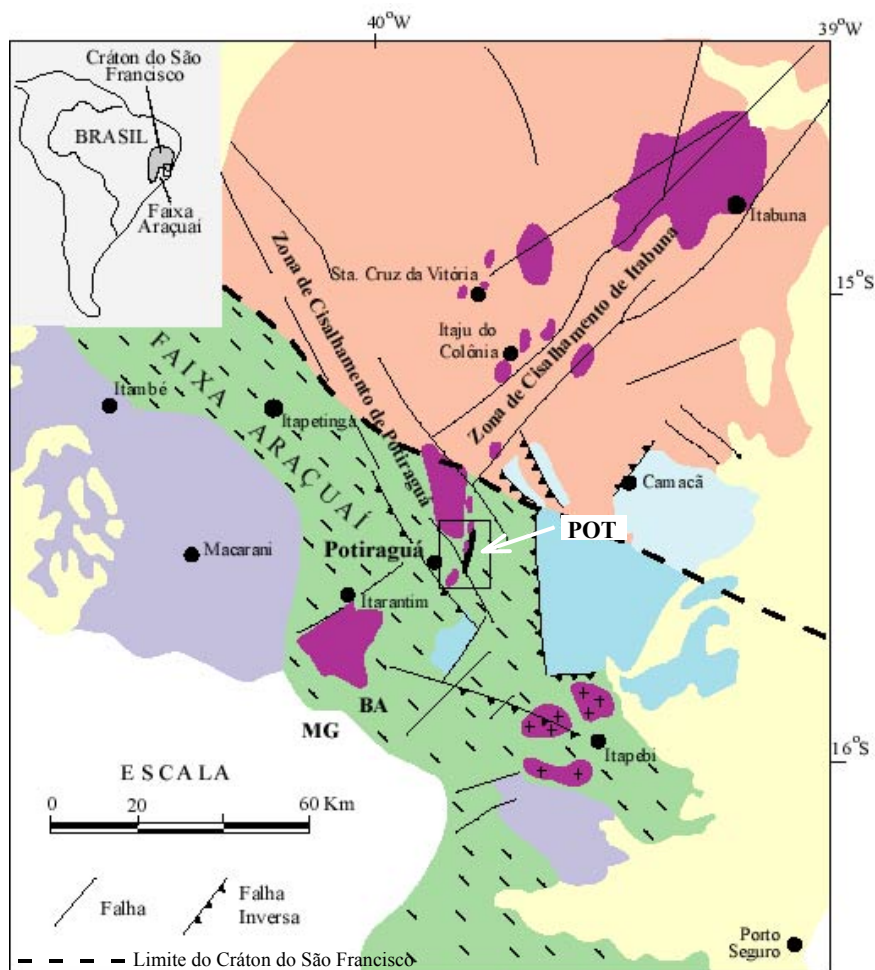 40°W
39°W
Cráton do São
Francisco
BRASIL
Faixa
Araçuaí
Itabuna
Zona de Cisalhamento de Potiraguá
Zona de Cisalhamento de Itabuna
Sta. Cruz da Vitória
15°S
Itaju do
Colônia
FAIXA ARAÇUAÍ
Itambé
Itapetinga
Camacã
POT
Macarani
Potiraguá
Itarantim
BA
MG
Itapebi
16°S
ESCALA
0 20 40 60 Km
Falha
Falha
Inversa
Porto
Seguro
Limite do Cráton do São Francisco